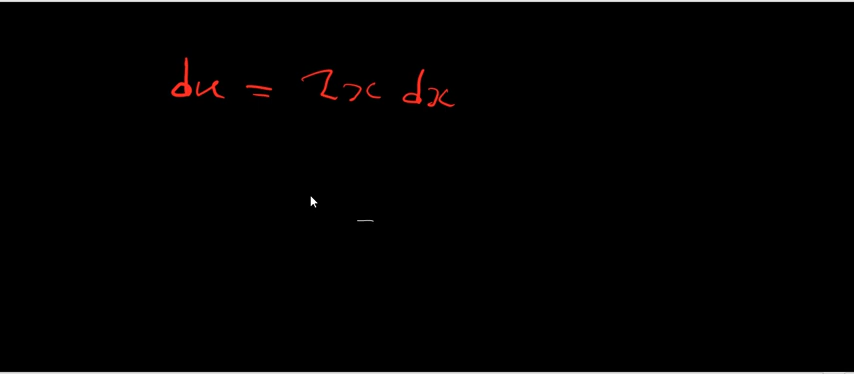 du = 2x dx